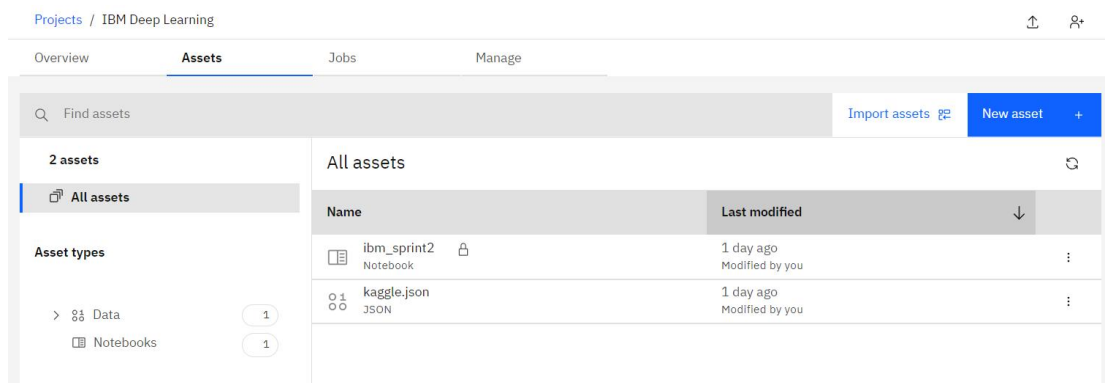 Projects / IBM Deep Learning
Overview Assets Jobs Manage
Find assets Import assets New asset +
2 assets
All assets
Asset types
Data 1
Notebooks 1
All assets
Name Last modified
ibm_sprint2 1 day ago
Notebook Modified by you
kaggle.json 1 day ago
JSON Modified by you